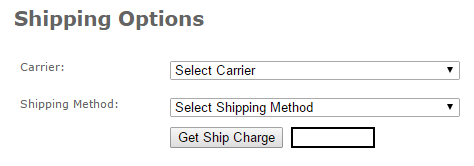 Shipping Options
Carrier: Select Carrier
Shipping Method: Select Shipping Method
Get Ship Charge